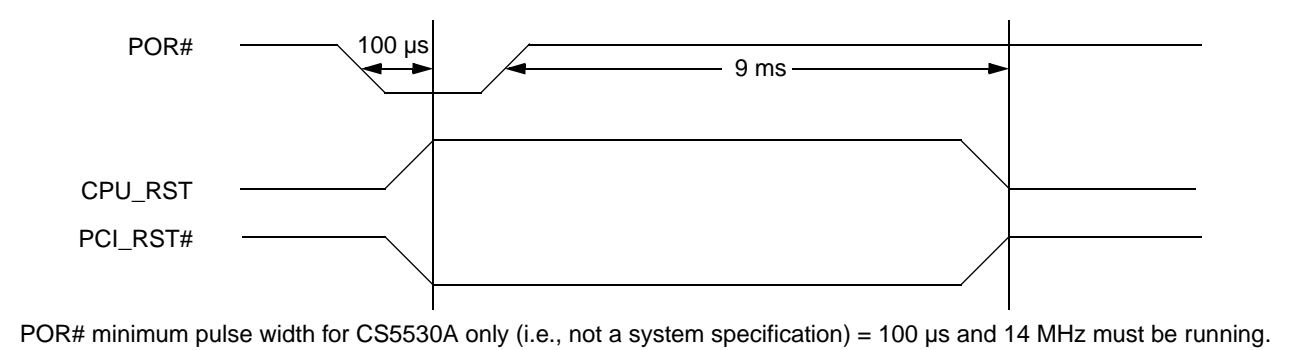 POR#
100 µs
9 ms
CPU_RST
PCI_RST#
POR# minimum pulse width for CS5530A only (i.e., not a system specification) = 100 µs and 14 MHz must be running.